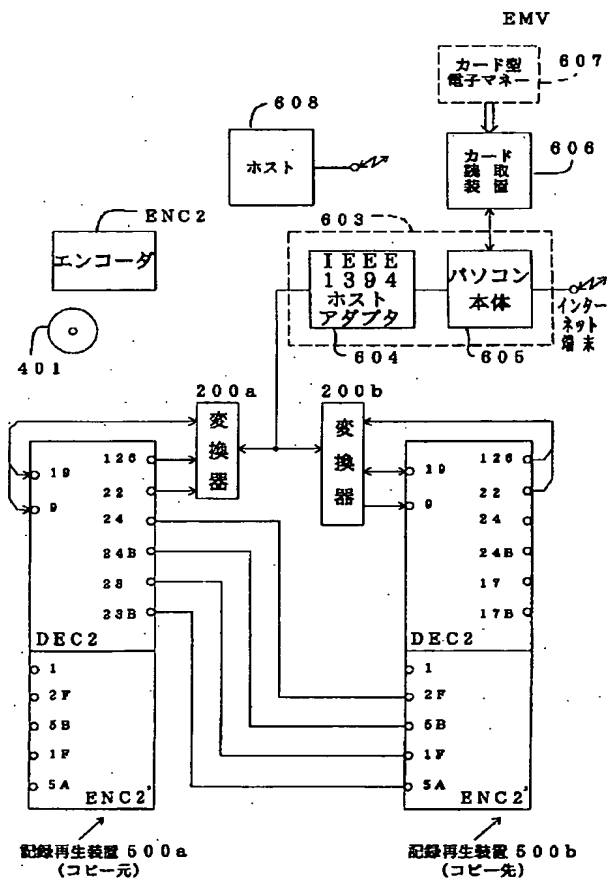 EMV
カード型
電子マネー
607
608
ホスト
カード
読取
装置
606
ENC2
エンコーダ
603
IEEE
1394
ホスト
アダプタ
パソコン
本体
インター
ネット
端末
401
604
605
200a
200b
変換器
変換器
19
9
126
22
24
24B
23
23B
DEC2
1
2F
5B
1F
5A
ENC2'
19
9
126
22
24
24B
17
17B
DEC2
1
2F
5B
1F
5A
ENC2'
記録再生装置 500a
(コピー元)
記録再生装置 500b
(コピー先)